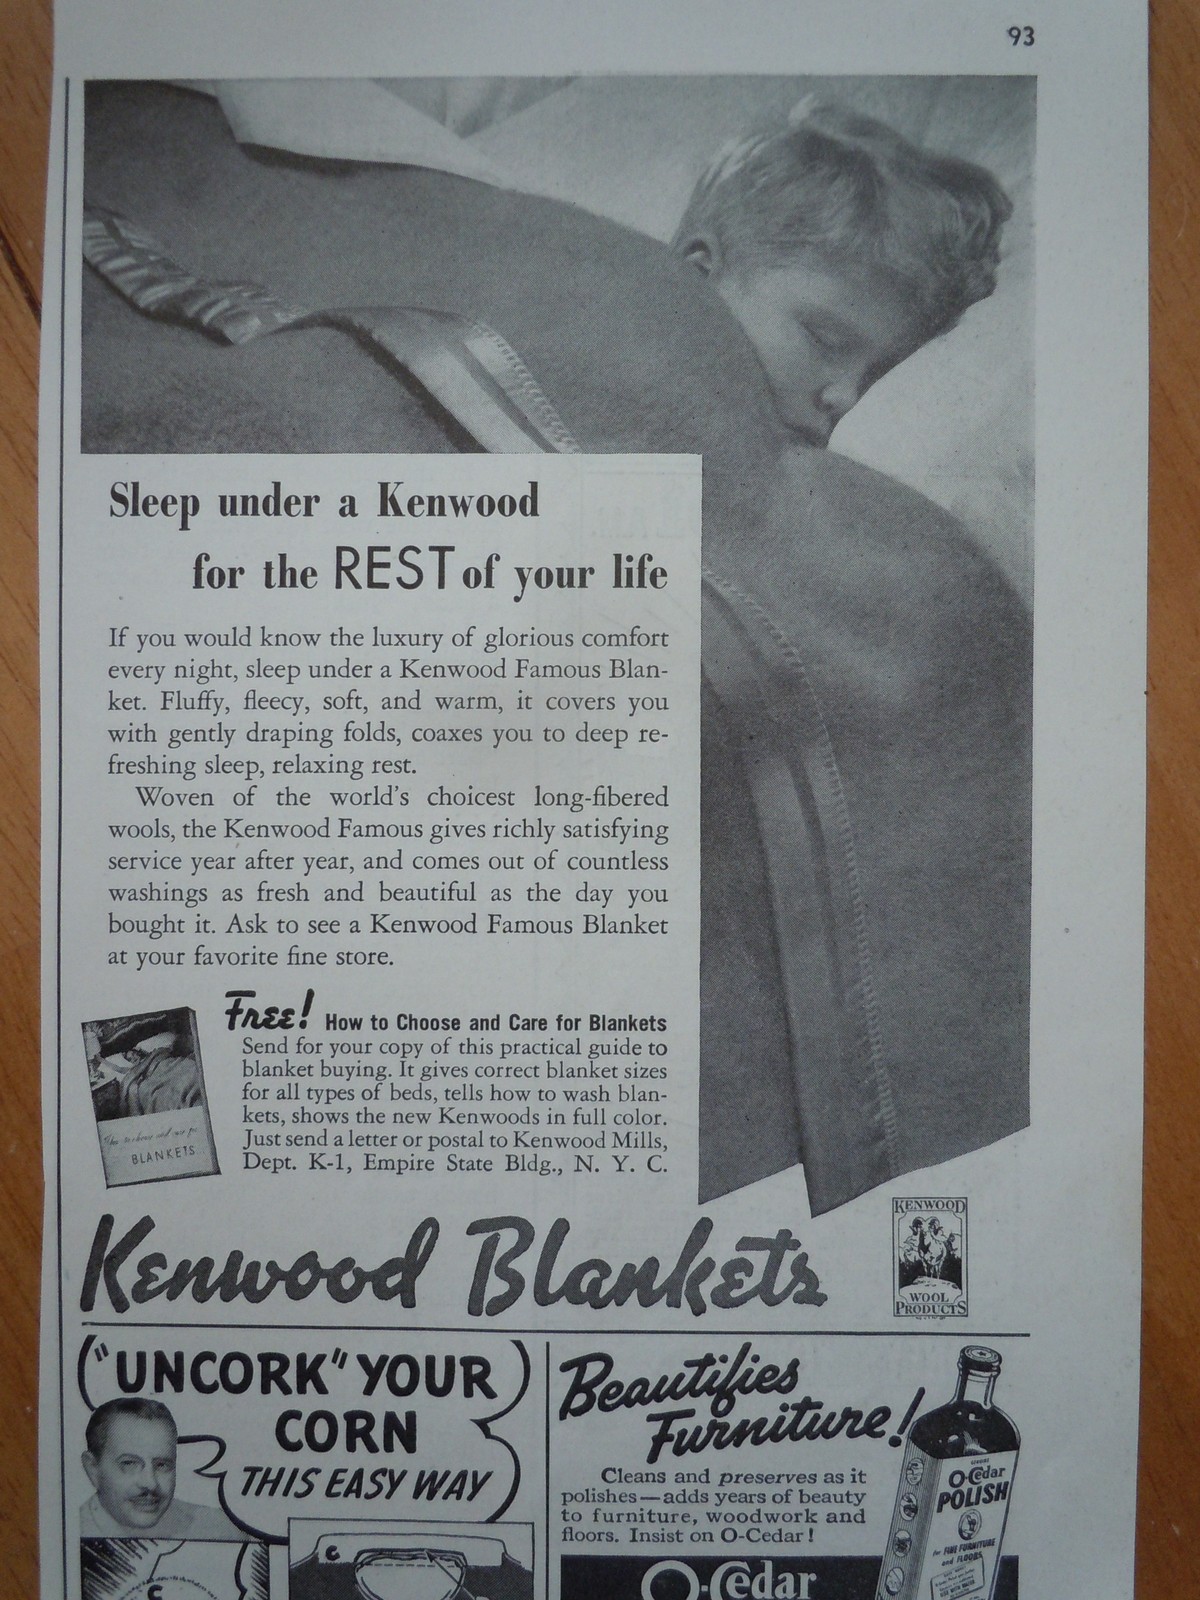 93
Sleep under a Kenwood
for the REST of your life
If you would know the luxury of glorious comfort
every night, sleep under a Kenwood Famous Blan-
ket. Fluffy, fleecy, soft, and warm, it covers you
with gently draping folds, coaxes you to deep re-
freshing sleep, relaxing rest.
Woven of the world's choicest long-fibered
wools, the Kenwood Famous gives richly satisfying
service year after year, and comes out of countless
washings as fresh and beautiful as the day you
bought it. Ask to see a Kenwood Famous Blanket
at your favorite fine store.
Free! How to Choose and Care for Blankets
Send for your copy of this practical guide to
blanket buying. It gives correct blanket sizes
for all types of beds, tells how to wash blan-
kets, shows the new Kenwoods in full color.
Just send a letter or postal to Kenwood Mills,
Dept. K-1, Empire State Bldg., N. Y. C.
BLANKETS
Kenwood Blankets
KENWOOD
WOOL
PRODUCTS
"UNCORK" YOUR
CORN
THIS EASY WAY
C
C
Beautifies
Furniture!
Cleans and preserves as it
polishes—adds years of beauty
to furniture, woodwork and
floors. Insist on O-Cedar!
O-Cedar
GENUINE
O-Cedar
POLISH
for FINE FURNITURE
and FLOORS